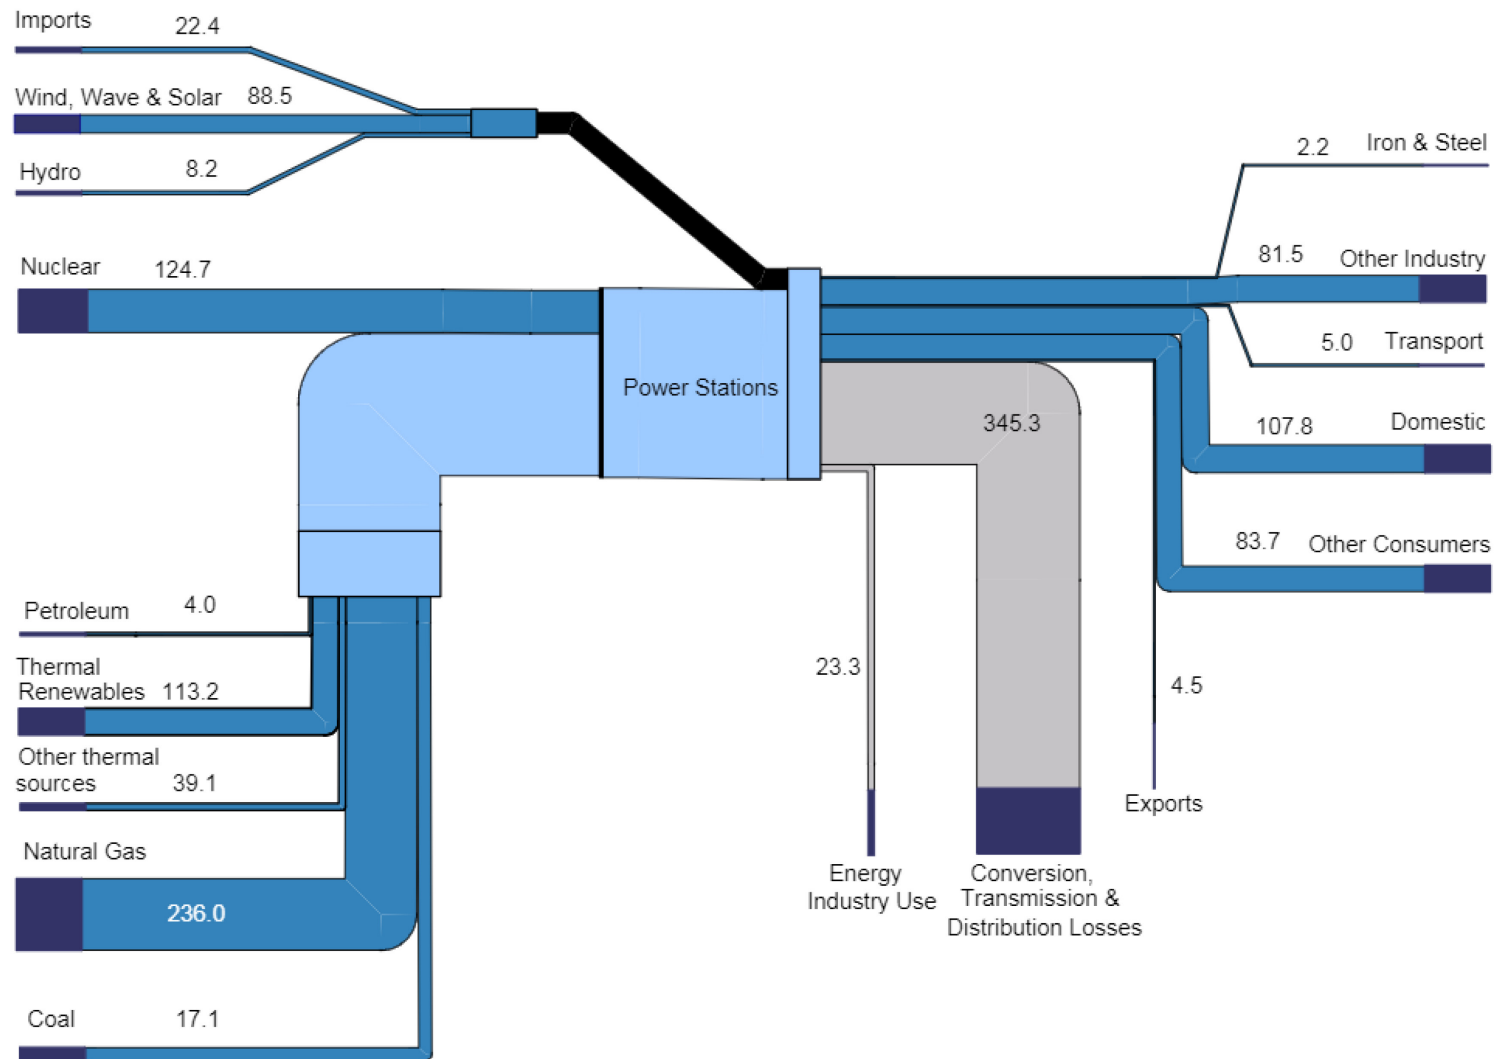 Imports 22.4
Wind, Wave & Solar 88.5
Hydro 8.2
Nuclear 124.7
Petroleum 4.0
Thermal
Renewables 113.2
Other thermal
sources 39.1
Natural Gas
236.0
Coal 17.1
Power Stations
2.2 Iron & Steel
81.5 Other Industry
5.0 Transport
107.8 Domestic
83.7 Other Consumers
345.3
23.3
4.5
Exports
Energy
Industry Use
Conversion,
Transmission &
Distribution Losses